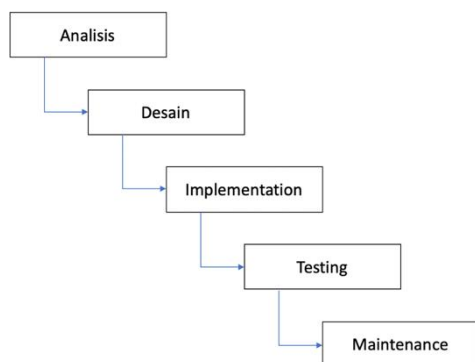 Analisis
Desain
Implementation
Testing
Maintenance